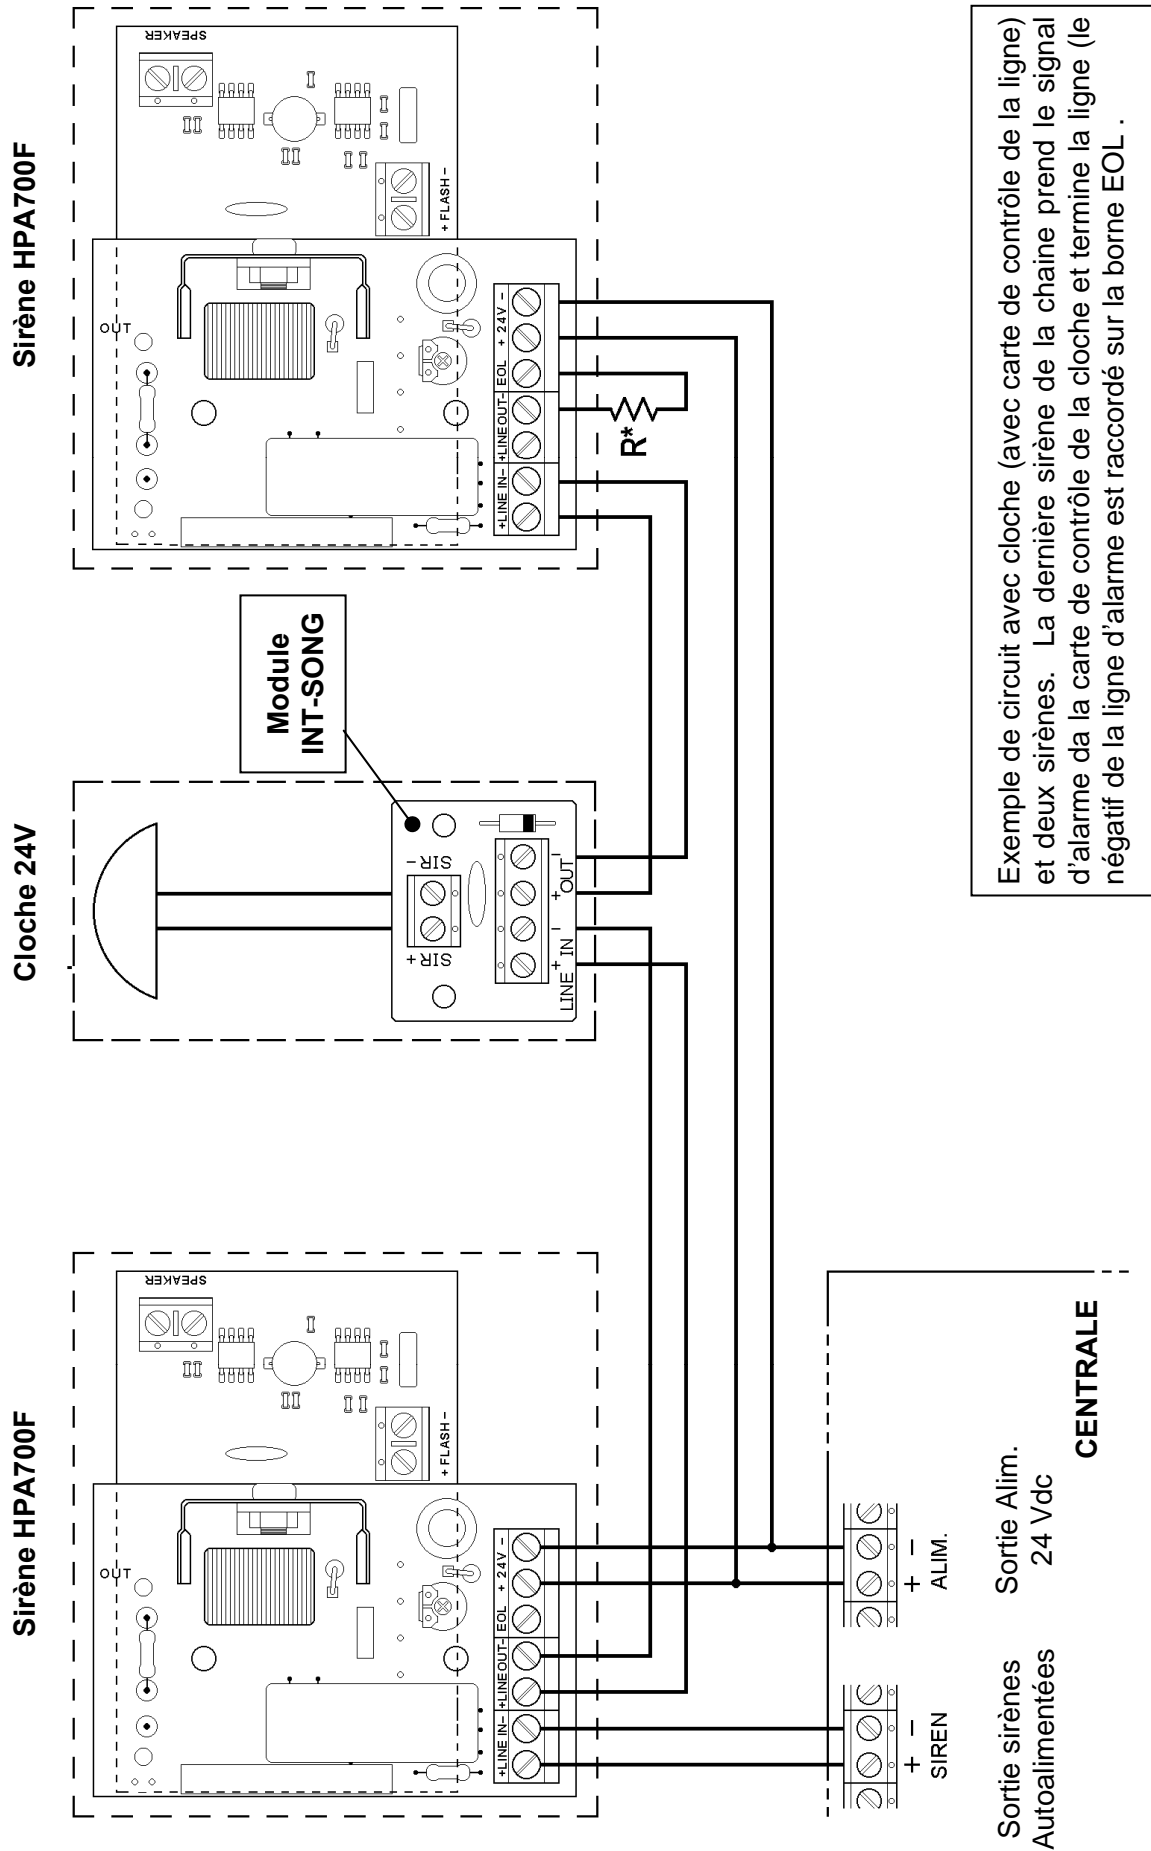 Sirène HPA700F
Cloche 24V
Sirène HPA700F
SPEAKER
OUT
+ FLASH -
+LINE IN-
+LINE OUT-
EOL
+ 24V -
SIR+
SIR-
LINE IN
+ -
OUT
+ -
Module
INT-SONG
SPEAKER
OUT
+ FLASH -
+LINE IN-
+LINE OUT-
EOL
+ 24V -
R*
+ -
SIREN
+ -
ALIM.
Sortie sirènes
Autoalimentées
Sortie Alim.
24 Vdc
CENTRALE
Exemple de circuit avec cloche (avec carte de contrôle de la ligne)
et deux sirènes. La dernière sirène de la chaine prend le signal
d'alarme da la carte de contrôle de la cloche et termine la ligne (le
négatif de la ligne d'alarme est raccordé sur la borne EOL .